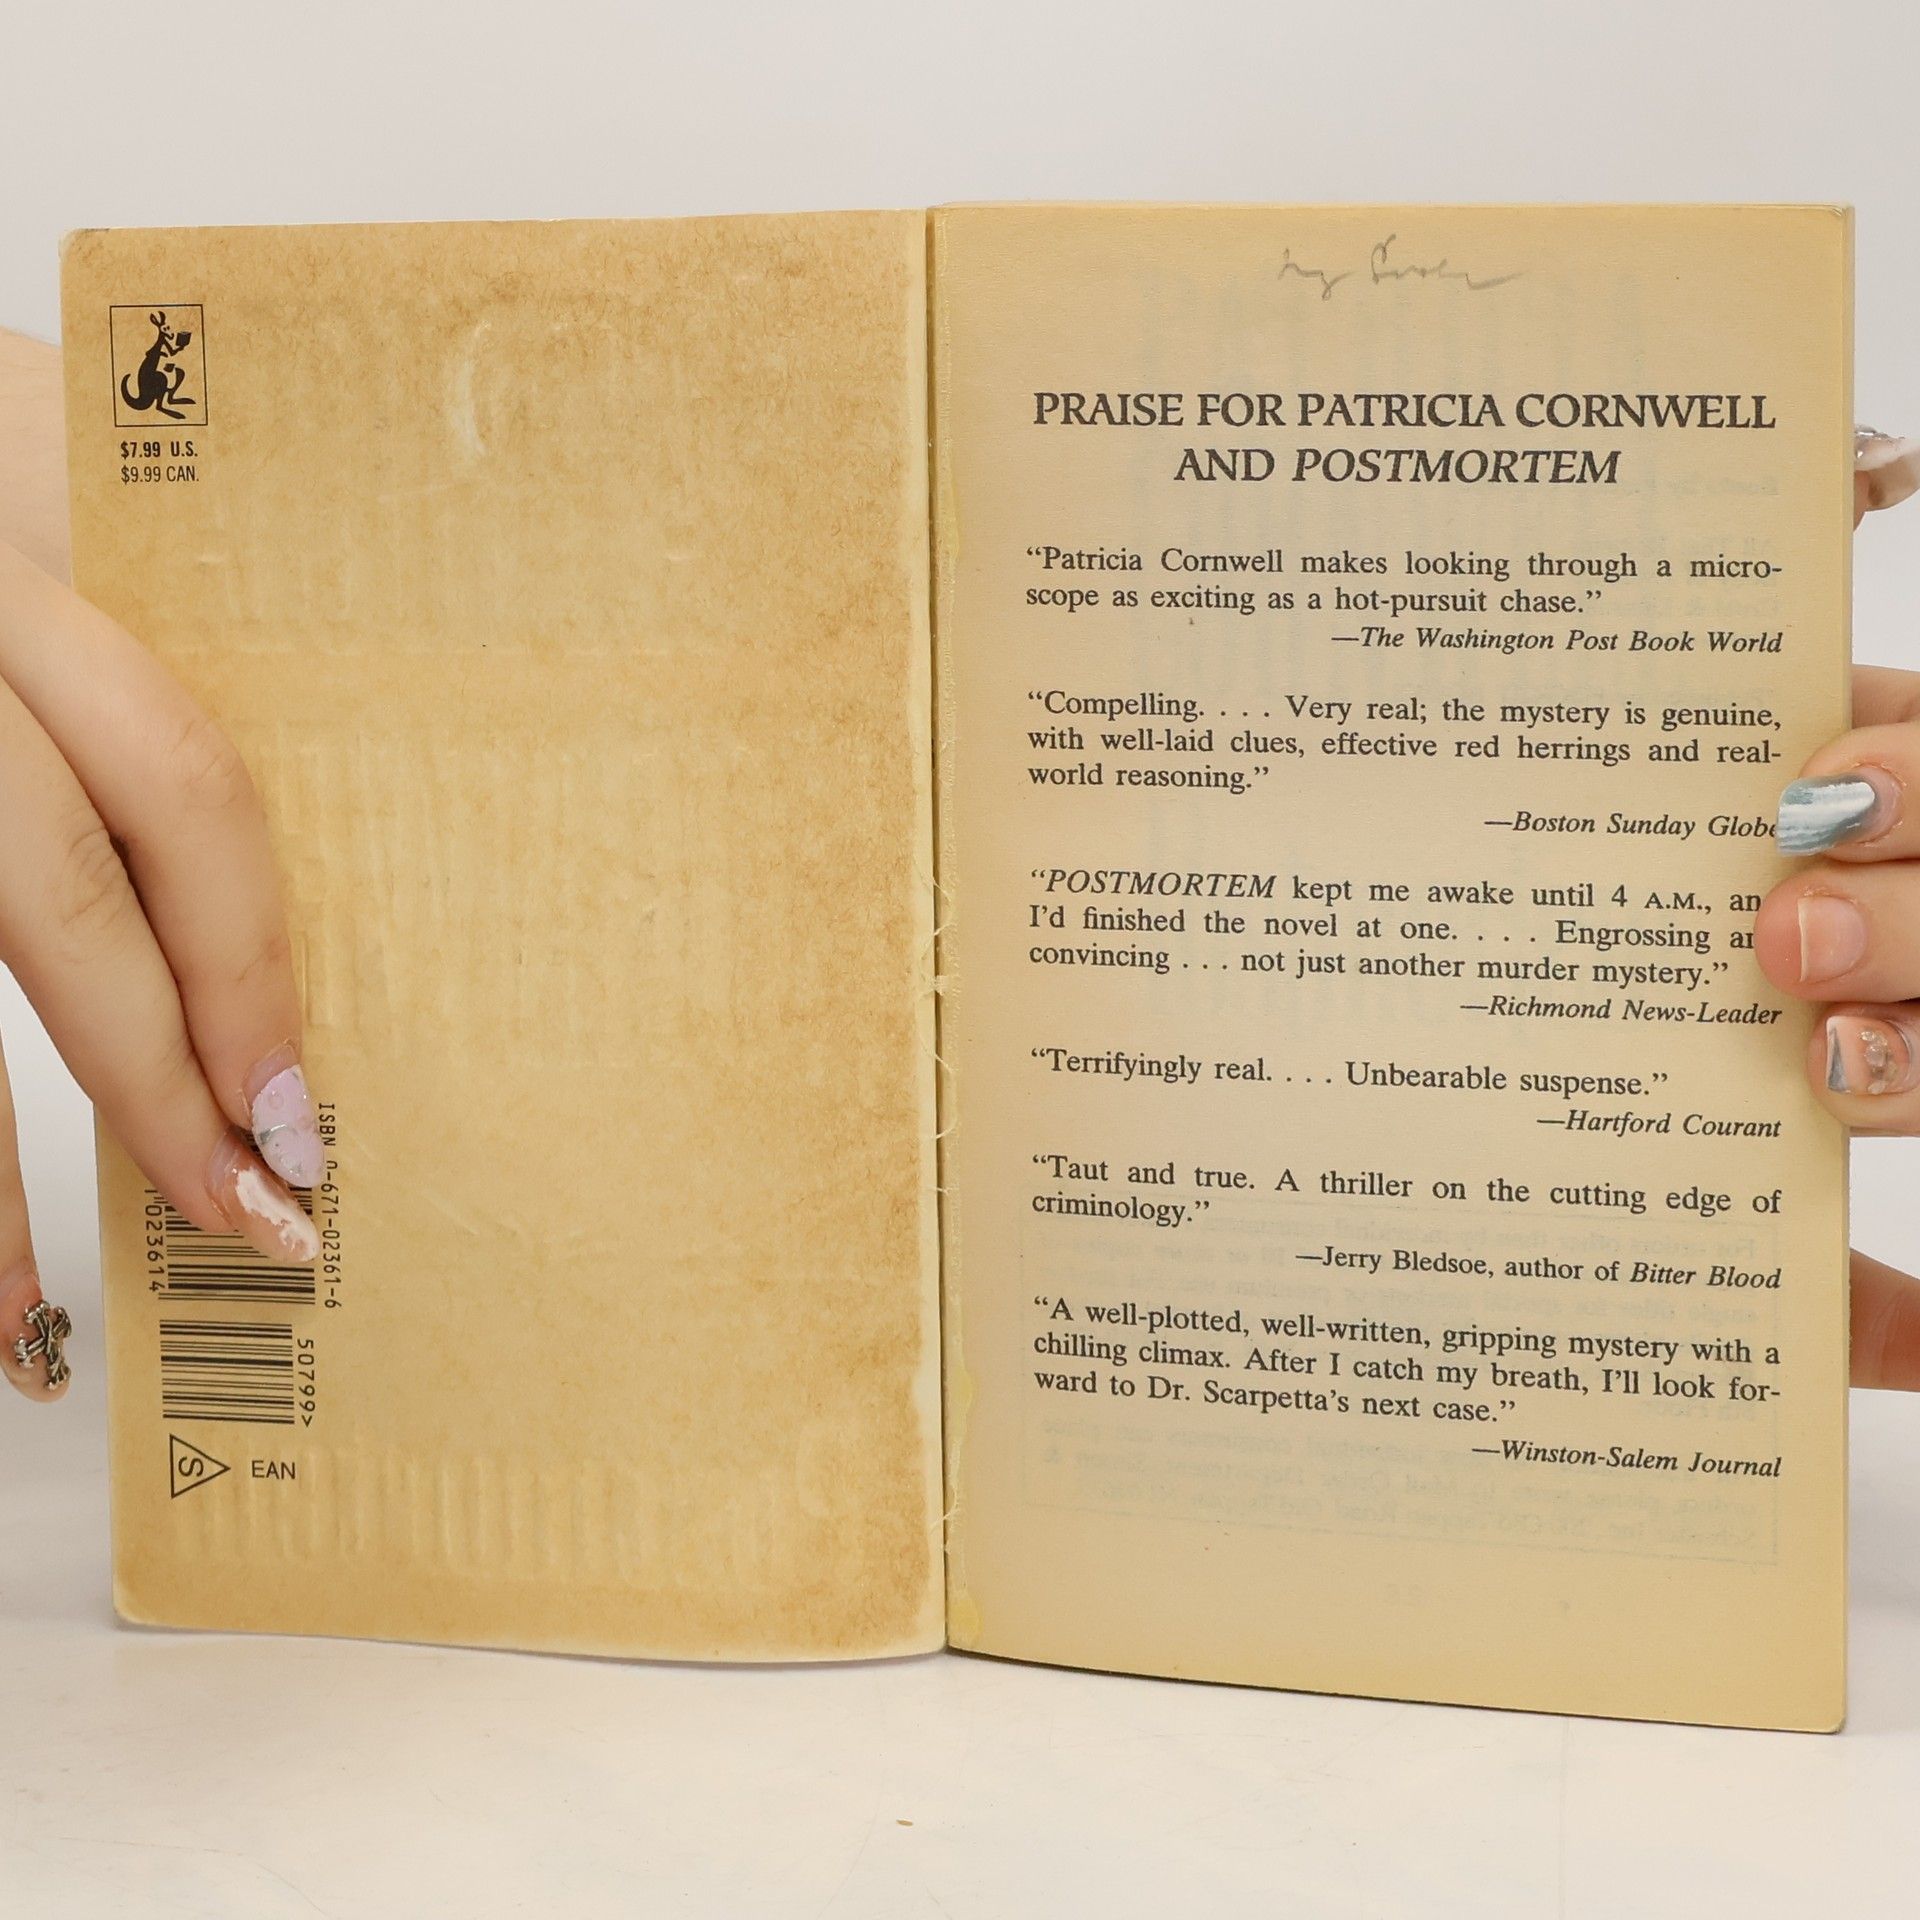 $7.99 U.S.
$9.99 CAN.
ISBN 0-671-02361-6
023614
50799>
S
EAN
PRAISE FOR PATRICIA CORNWELL
AND POSTMORTEM
“Patricia Cornwell makes looking through a micro-
scope as exciting as a hot-pursuit chase.”
—The Washington Post Book World
“Compelling. . . . Very real; the mystery is genuine,
with well-laid clues, effective red herrings and real-
world reasoning.”
—Boston Sunday Globe
“POSTMORTEM kept me awake until 4 A.M., an
I’d finished the novel at one. . . . Engrossing an
convincing . . . not just another murder mystery.”
—Richmond News-Leader
“Terrifyingly real. . . . Unbearable suspense.”
—Hartford Courant
“Taut and true. A thriller on the cutting edge of
criminology.”
—Jerry Bledsoe, author of Bitter Blood
“A well-plotted, well-written, gripping mystery with a
chilling climax. After I catch my breath, I’ll look for-
ward to Dr. Scarpetta’s next case.”
—Winston-Salem Journal